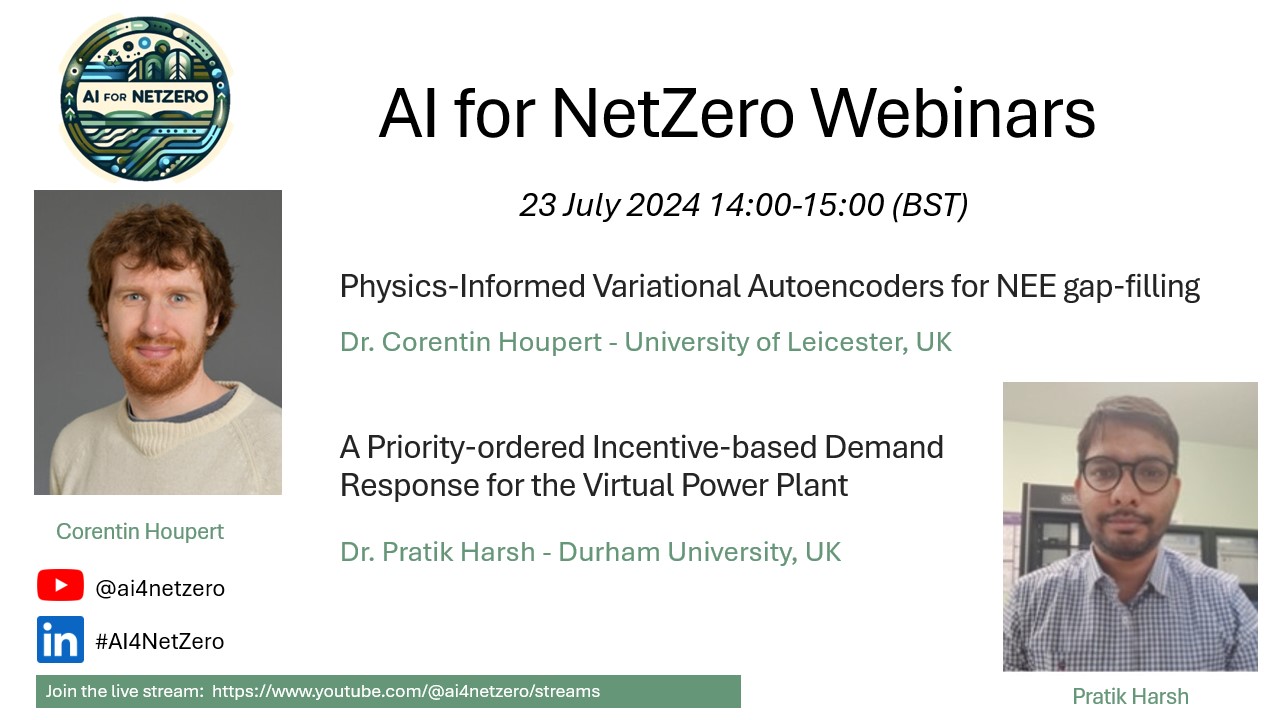 AI FOR NETZERO
AI for NetZero Webinars
23 July 2024 14:00-15:00 (BST)
Physics-Informed Variational Autoencoders for NEE gap-filling
Dr. Corentin Houpert - University of Leicester, UK
A Priority-ordered Incentive-based Demand
Response for the Virtual Power Plant
Dr. Pratik Harsh - Durham University, UK
Corentin Houpert
@ai4netzero
in
#AI4NetZero
Join the live stream: https://www.youtube.com/@ai4netzero/streams
Pratik Harsh